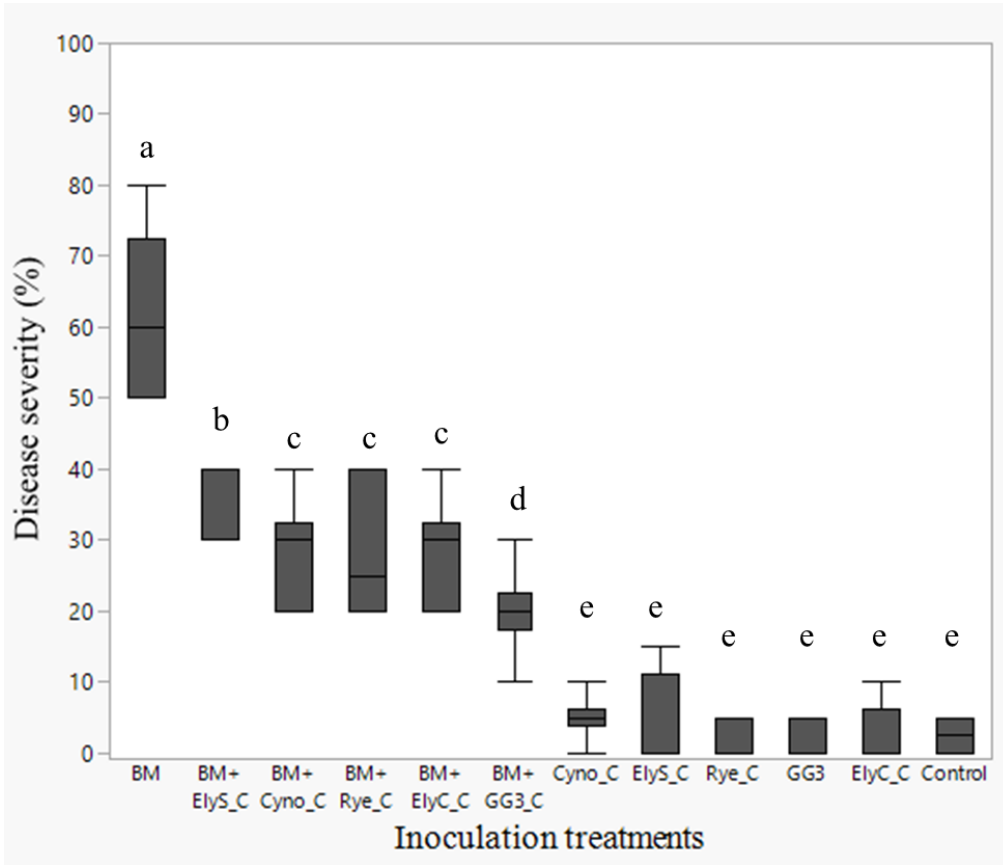 100
90
80
70
60
50
40
30
20
10
0
Disease severity (%)
a
b
c
c
c
d
e
e
e
e
e
e
BM
BM+
ElyS_C
BM+
Cyno_C
BM+
Rye_C
BM+
ElyC_C
BM+
GG3_C
Cyno_C
ElyS_C
Rye_C
GG3
ElyC_C
Control
Inoculation treatments